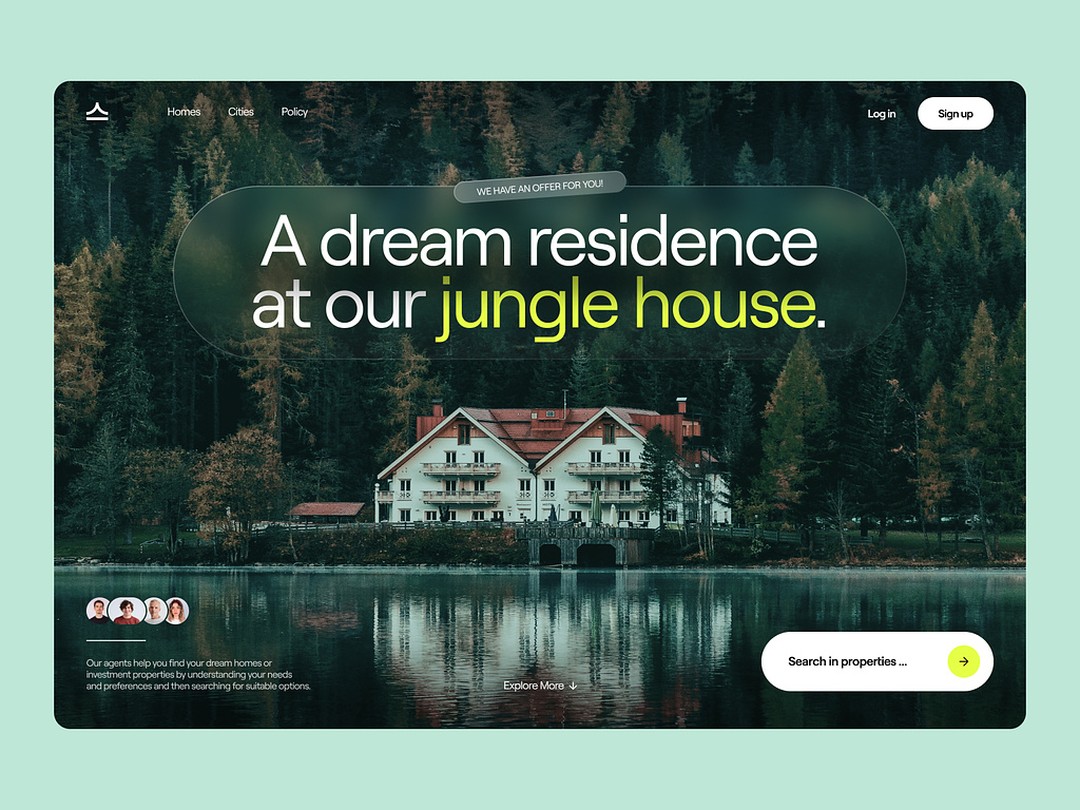 Homes
Cities
Policy
Log in
Sign up
WE HAVE AN OFFER FOR YOU!
A dream residence
at our jungle house.
Our agents help you find your dream homes or
investment properties by understanding your needs
and preferences and then searching for suitable options.
Explore More ↓
Search in properties ...